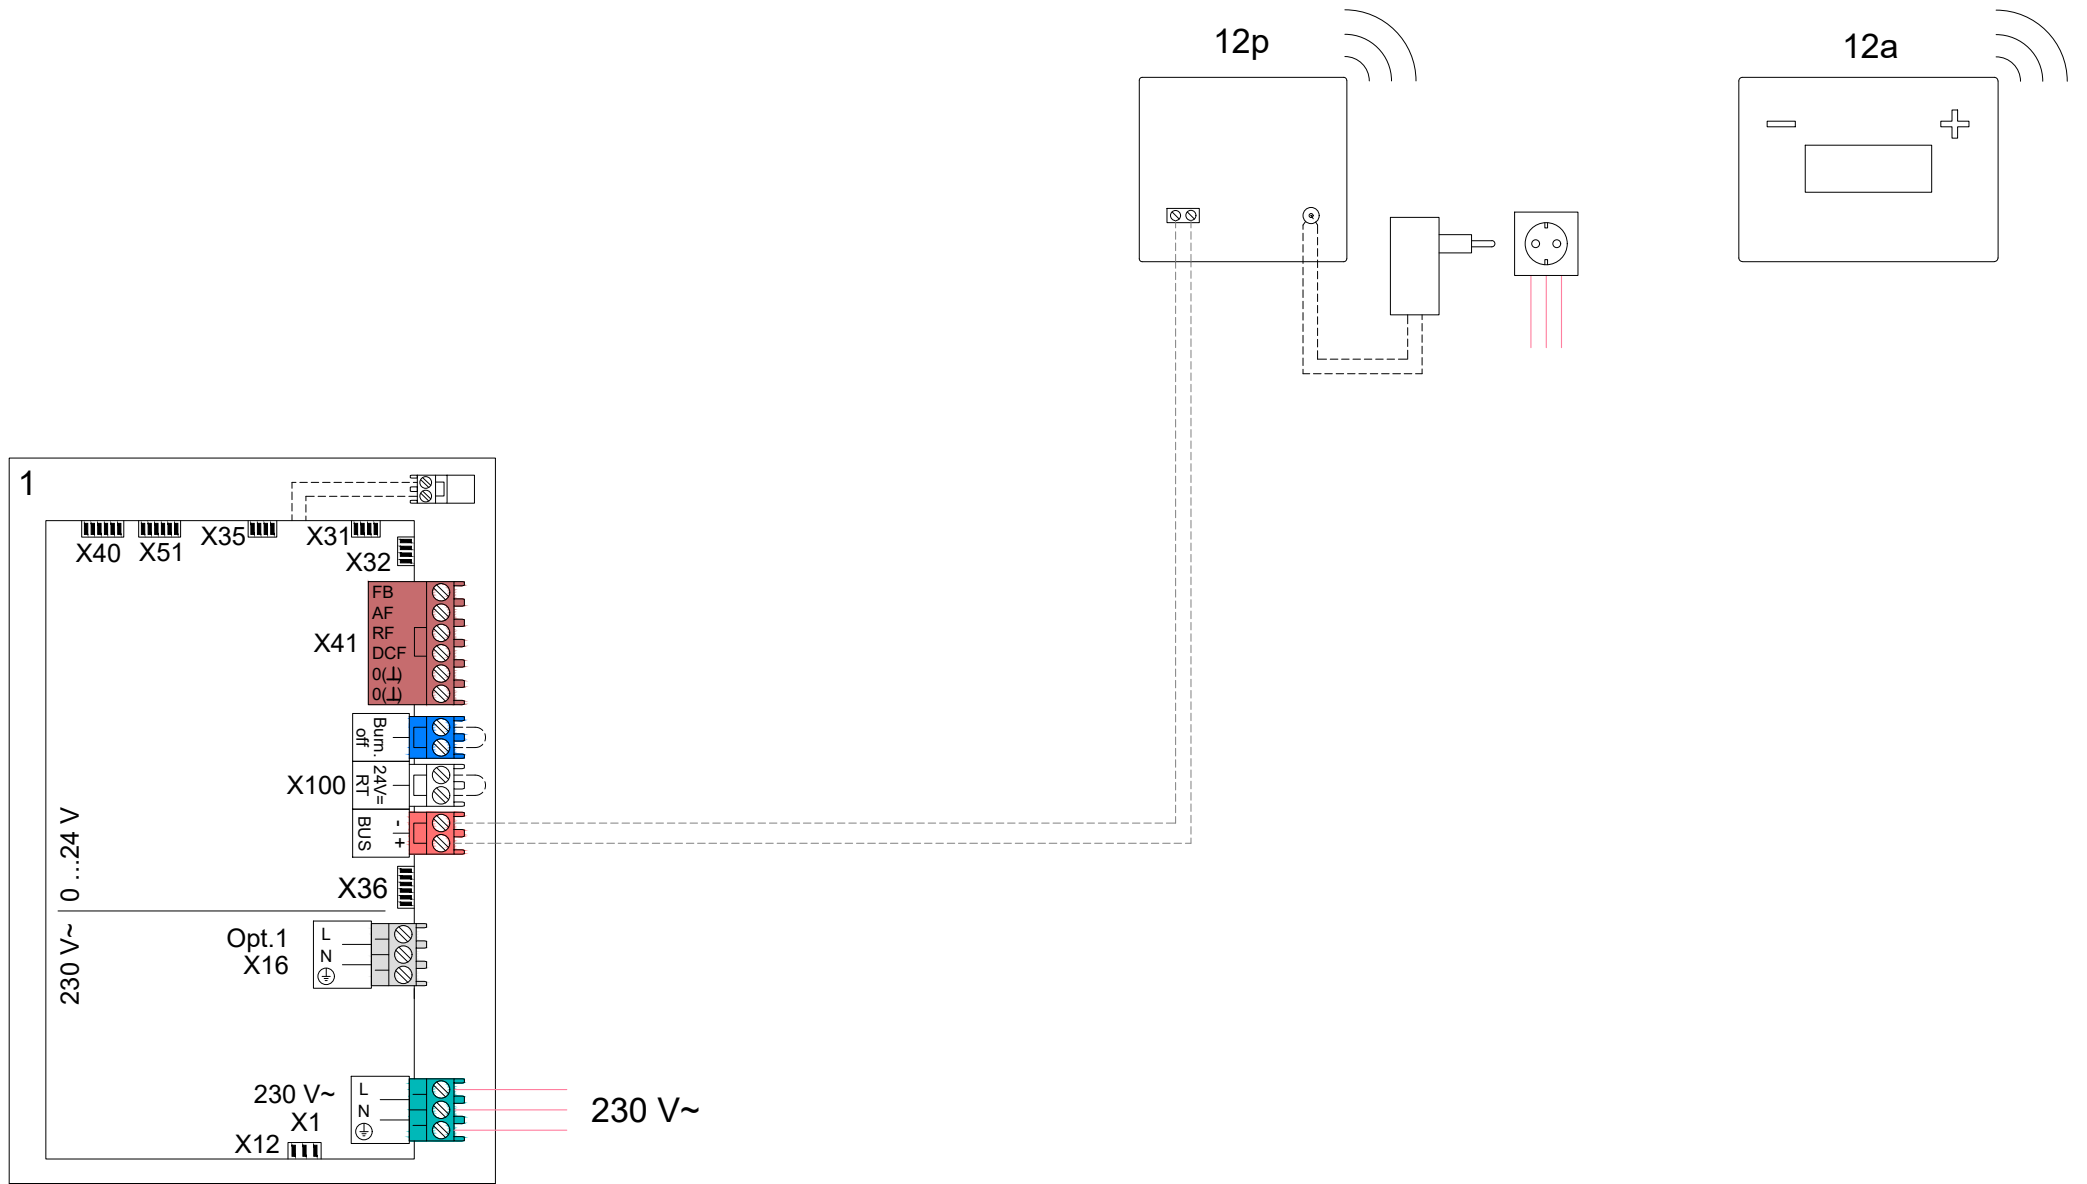 12p
12a
1
X40
X51
X35
X31
X32
X41
FB
AF
RF
DCF
0(⊥)
0(⊥)
Burn.
off
X100
24V=
RT
BUS
-
+
X36
0 ...24 V
230 V~
Opt.1
X16
L
N
230 V~
X1
L
N
X12
230 V~